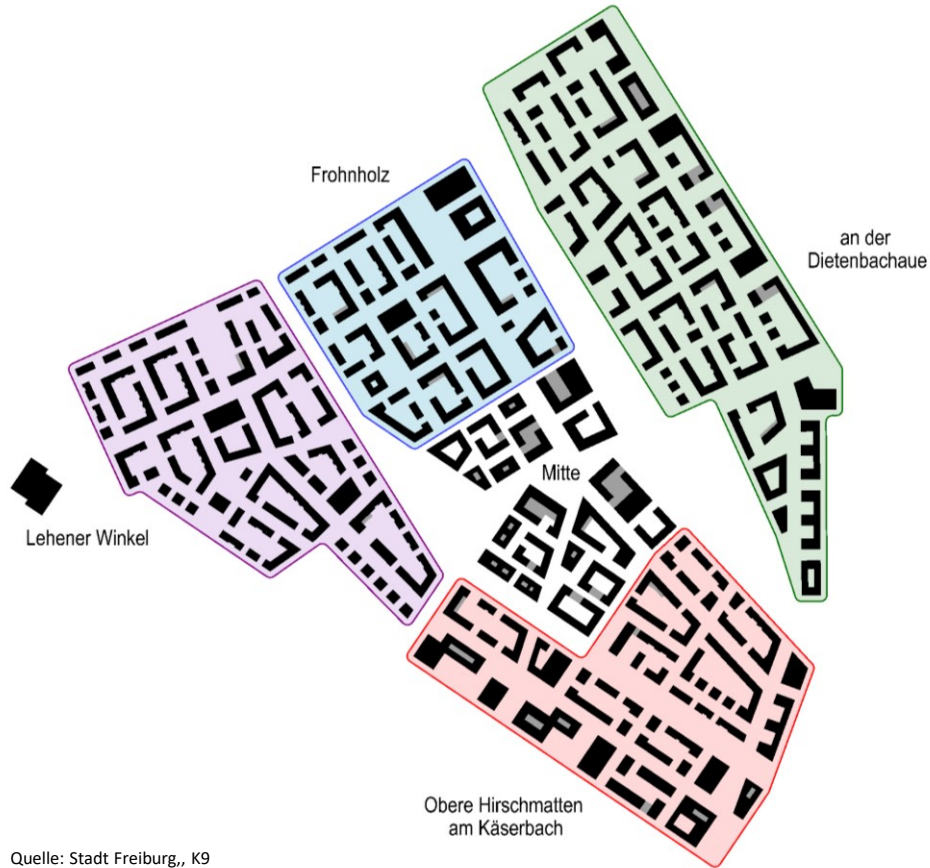 Frohnholz
an der
Dietenbachaue
Mitte
Lehener Winkel
Obere Hirschmatten
am Käserbach
Quelle: Stadt Freiburg,, K9